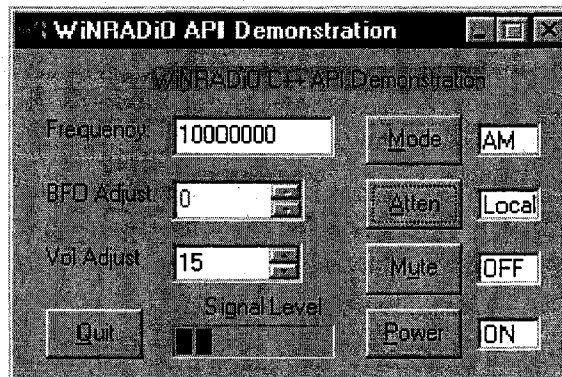 WiNRADiO API Demonstration
WiNRADiO C++ API Demonstration
Frequency 10000000 Mode AM
BFO Adjust 0 Atten Local
Vol Adjust 15 Mute OFF
Signal Level
Quit Power ON